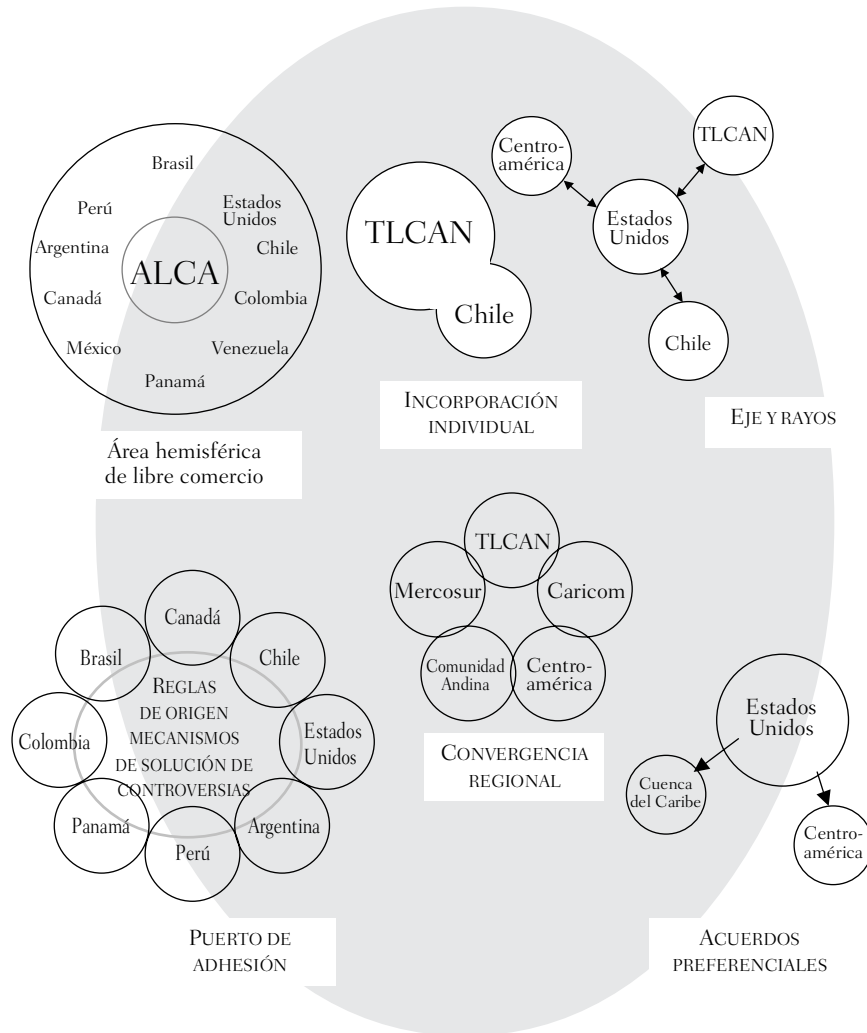 Brasil
Perú
Estados
Unidos
Argentina
Chile
ALCA
Canadá
Colombia
México
Venezuela
Panamá
Área hemisférica
de libre comercio
TLCAN
Chile
INCORPORACIÓN
INDIVIDUAL
Centro-
américa
TLCAN
Estados
Unidos
Chile
EJE Y RAYOS
Canadá
Brasil
Chile
Colombia
Estados
Unidos
Panamá
Argentina
Perú
REGLAS
DE ORIGEN
MECANISMOS
DE SOLUCIÓN DE
CONTROVERSIAS
PUERTO DE
ADHESIÓN
TLCAN
Mercosur
Caricom
Comunidad
Andina
Centro-
américa
CONVERGENCIA
REGIONAL
Estados
Unidos
Cuenca
del Caribe
Centro-
américa
ACUERDOS
PREFERENCIALES